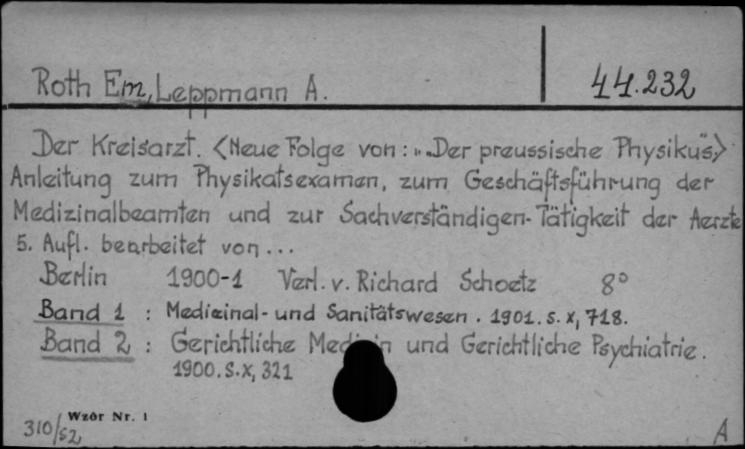 Roth Em, Leppmann A.
44.232
Der Kreisarzt. <Neue Folge von: "...Der preussische Physikus">
Anleitung zum Physikatsexamen, zum Geschäftsführung der
Medizinalbeamten und zur Sachverständigen-Tätigkeit der Aerzte
5. Aufl. bearbeitet von...
Berlin 1900-1 Verl. v. Richard Schoetz 8°
Band 1 : Medizinal- und Sanitätswesen. 1901. S. X, 718.
Band 2 : Gerichtliche Medizin und Gerichtliche Psychiatrie.
1900. S. X, 321
Wzór Nr. 1
310/52
A